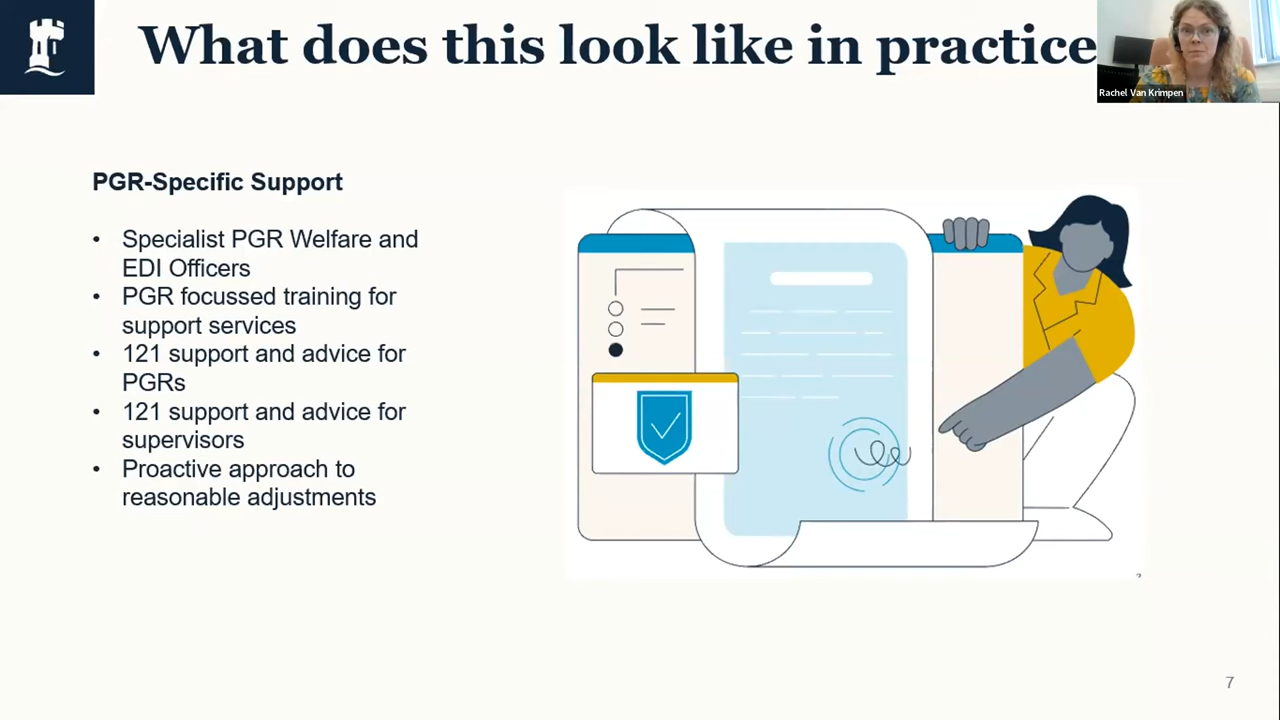 What does this look like in practice
Rachel Van Krimpen
PGR-Specific Support
• Specialist PGR Welfare and
EDI Officers
• PGR focussed training for
support services
• 121 support and advice for
PGRs
• 121 support and advice for
supervisors
• Proactive approach to
reasonable adjustments
7